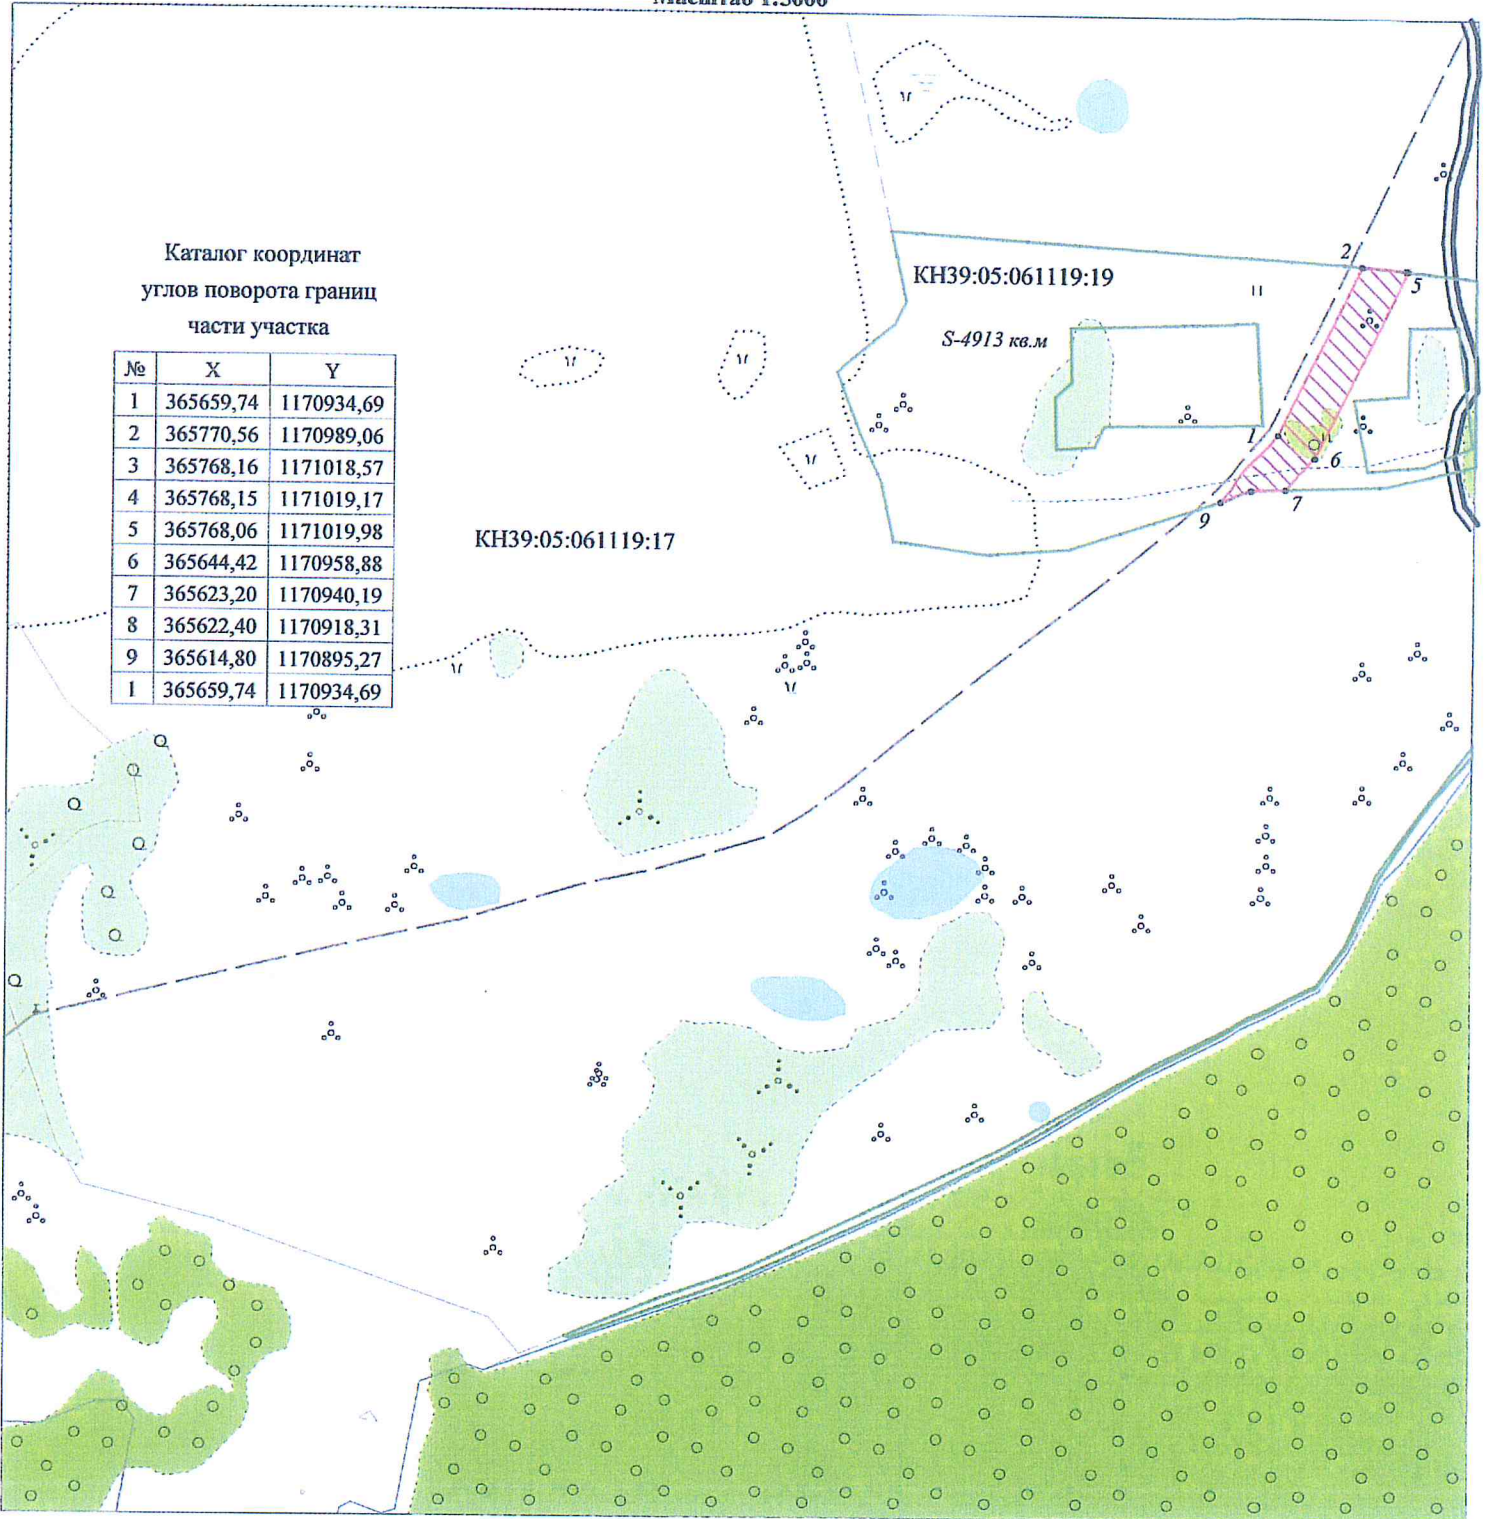 Каталог координат
углов поворота границ
части участка
№ X Y
1 365659,74 1170934,69
2 365770,56 1170989,06
3 365768,16 1171018,57
4 365768,15 1171019,17
5 365768,06 1171019,98
6 365644,42 1170958,88
7 365623,20 1170940,19
8 365622,40 1170918,31
9 365614,80 1170895,27
1 365659,74 1170934,69
КН39:05:061119:19
S-4913 кв.м
КН39:05:061119:17
2
5
1
6
7
9